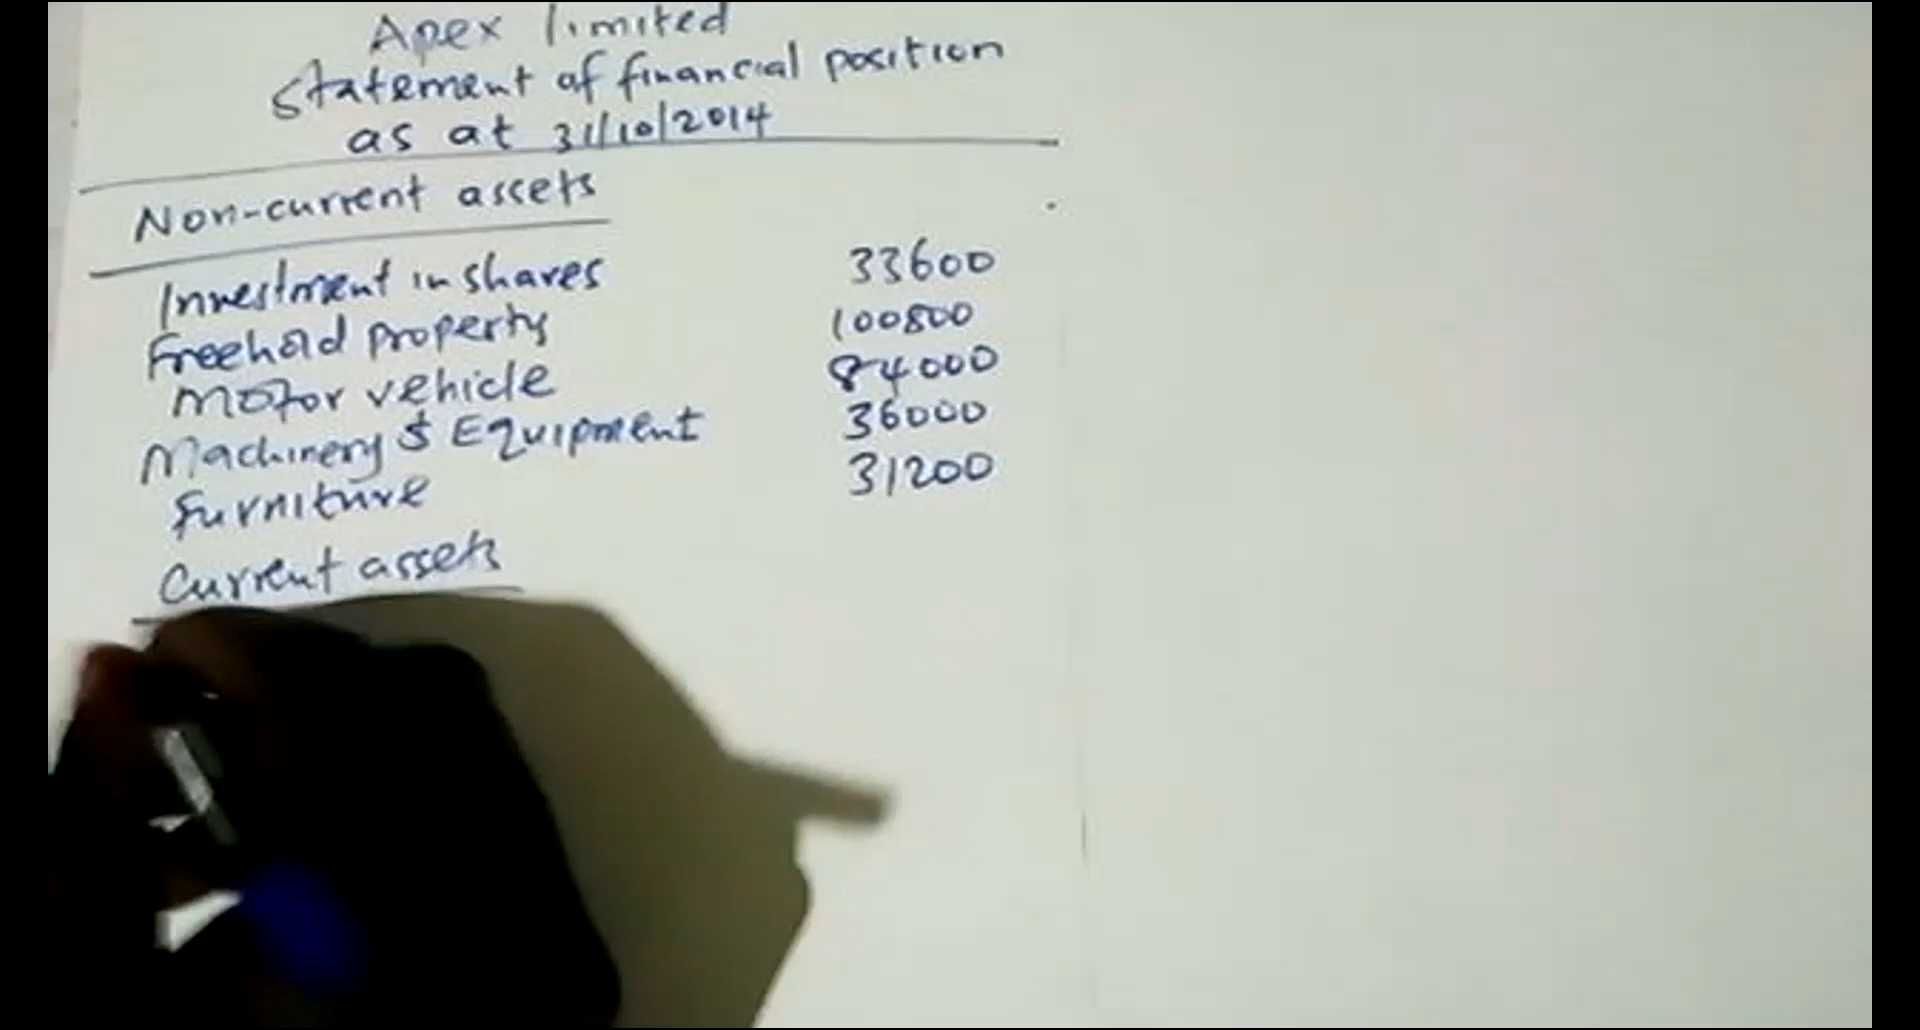 Apex limited
Statement of financial position
as at 31/10/2014
Non-current assets
Investment in shares 33600
Freehold property 100800
Motor vehicle 84000
Machinery & Equipment 36000
Furniture 31200
Current assets